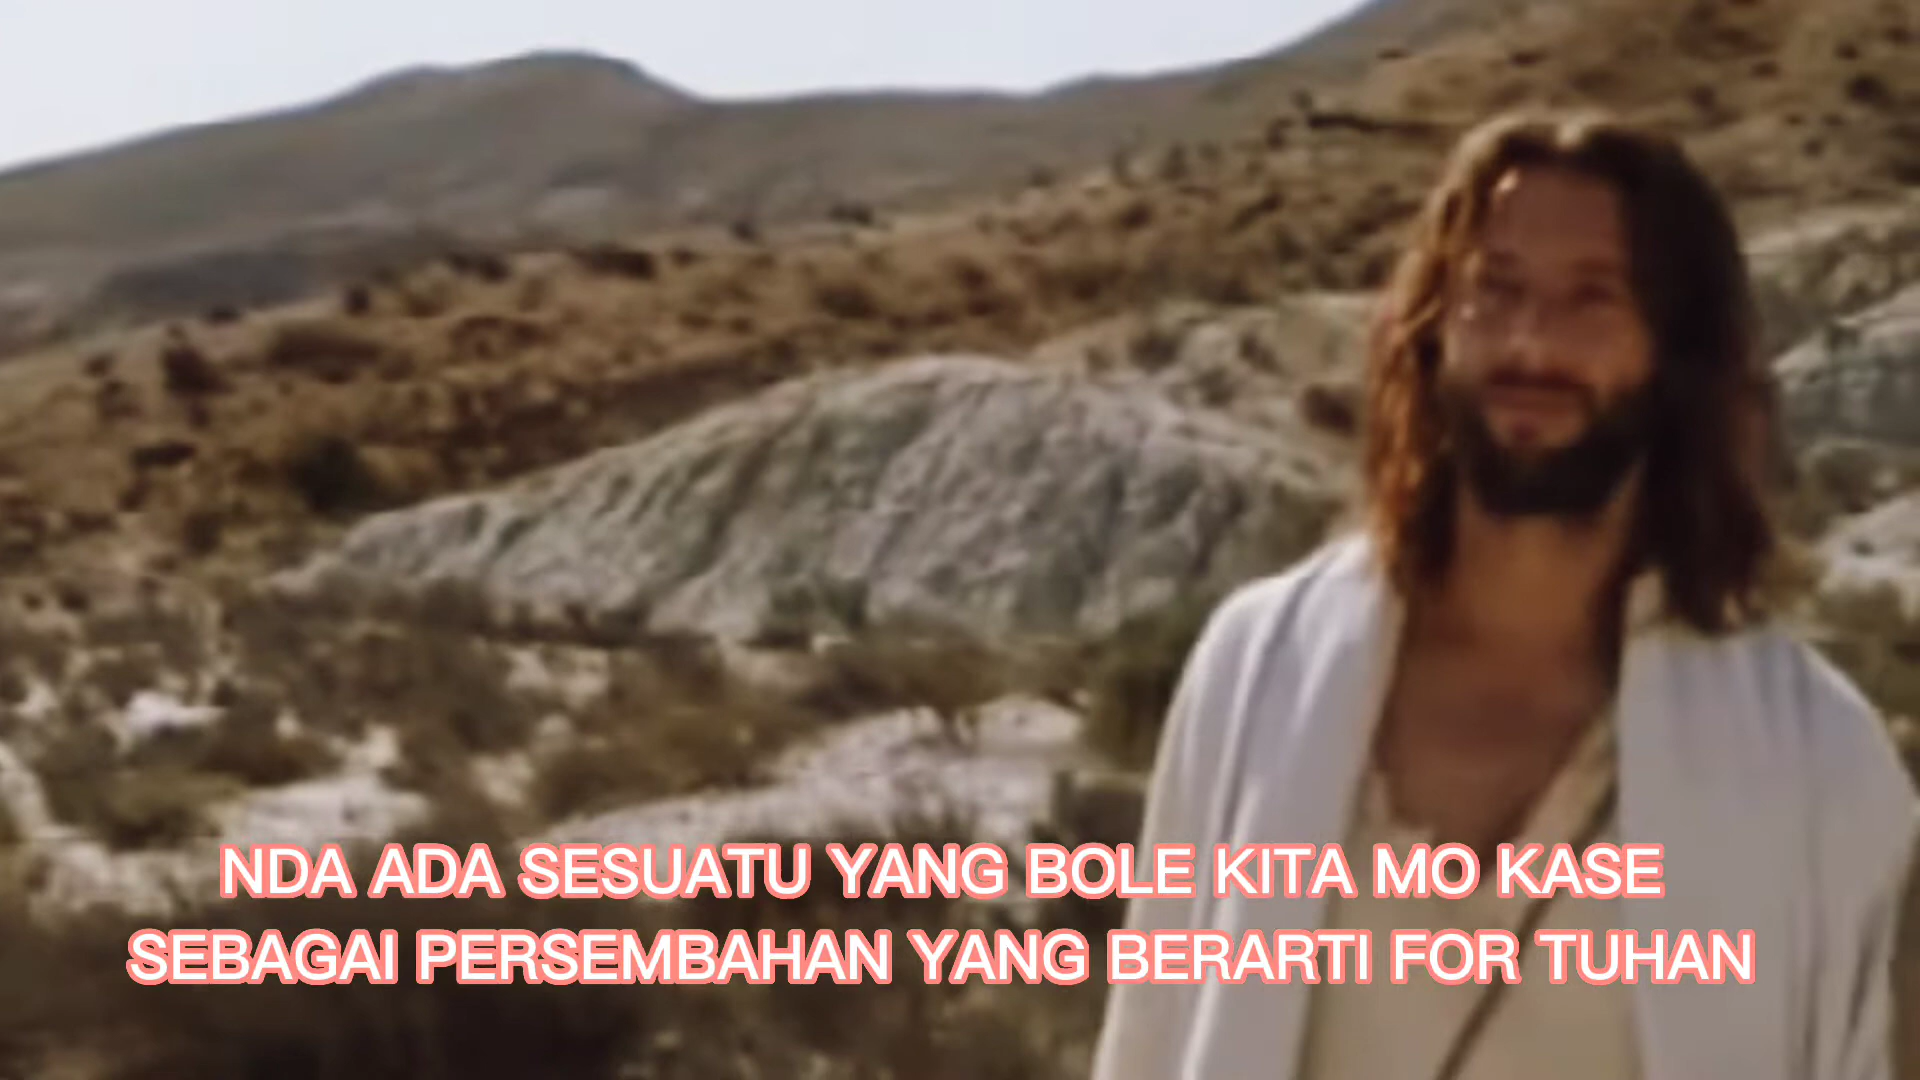 NDA ADA SESUATU YANG BOLE KITA MO KASE
SEBAGAI PERSEMBAHAN YANG BERARTI FOR TUHAN